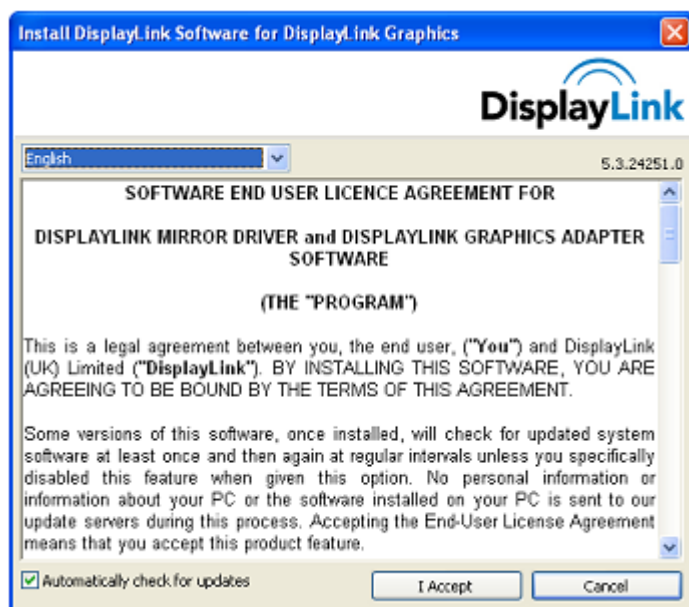 Install DisplayLink Software for DisplayLink Graphics
DisplayLink
English
5.3.24251.0
SOFTWARE END USER LICENCE AGREEMENT FOR
DISPLAYLINK MIRROR DRIVER and DISPLAYLINK GRAPHICS ADAPTER
SOFTWARE
(THE "PROGRAM")
This is a legal agreement between you, the end user, ("You") and DisplayLink
(UK) Limited ("DisplayLink"). BY INSTALLING THIS SOFTWARE, YOU ARE
AGREEING TO BE BOUND BY THE TERMS OF THIS AGREEMENT.
Some versions of this software, once installed, will check for updated system
software at least once and then again at regular intervals unless you specifically
disabled this feature when given this option. No personal information or
information about your PC or the software installed on your PC is sent to our
update servers during this process. Accepting the End-User License Agreement
means that you accept this product feature.
Automatically check for updates
I Accept
Cancel